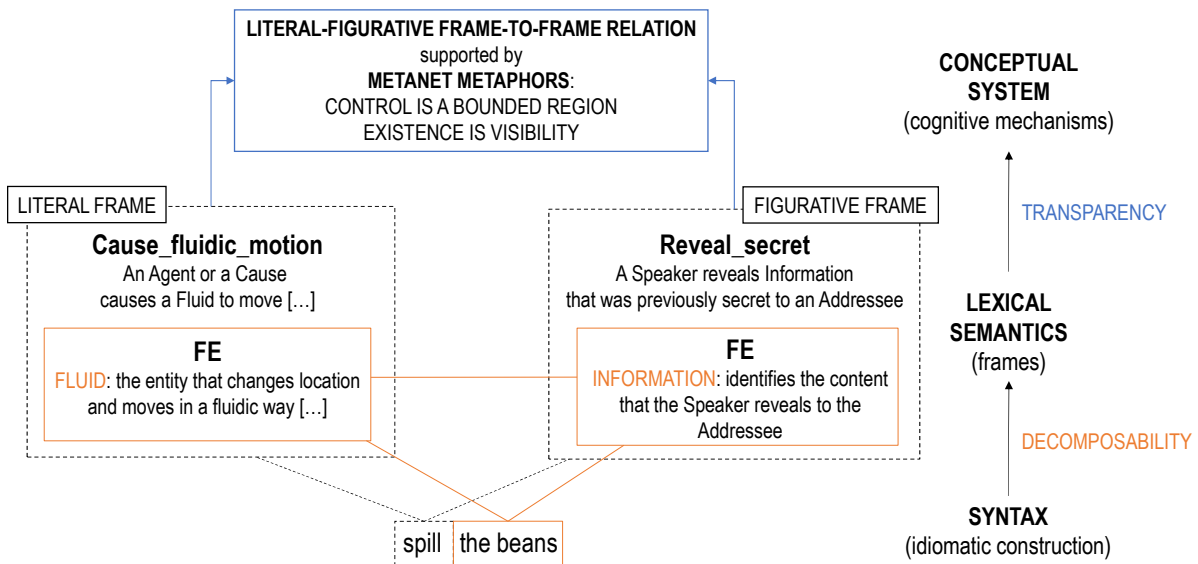 LITERAL-FIGURATIVE FRAME-TO-FRAME RELATION
supported by
METANET METAPHORS:
CONTROL IS A BOUNDED REGION
EXISTENCE IS VISIBILITY
LITERAL FRAME
Cause_fluidic_motion
An Agent or a Cause
causes a Fluid to move […]
FE
FLUID: the entity that changes location
and moves in a fluidic way […]
FIGURATIVE FRAME
Reveal_secret
A Speaker reveals Information
that was previously secret to an Addressee
FE
INFORMATION: identifies the content
that the Speaker reveals to the
Addressee
spill the beans
CONCEPTUAL
SYSTEM
(cognitive mechanisms)
TRANSPARENCY
LEXICAL
SEMANTICS
(frames)
DECOMPOSABILITY
SYNTAX
(idiomatic construction)